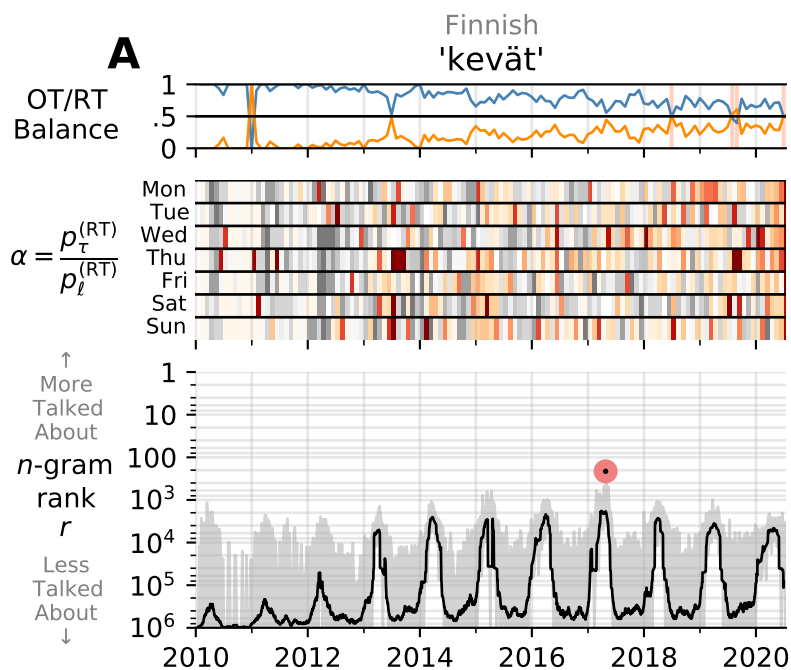 A
Finnish
'kevät'
OT/RT
Balance
1
.5
0
α = p_τ^(RT) / p_ℓ^(RT)
Mon
Tue
Wed
Thu
Fri
Sat
Sun
↑
More
Talked
About
n-gram
rank
r
Less
Talked
About
↓
1
10
100
10³
10⁴
10⁵
10⁶
2010
2012
2014
2016
2018
2020